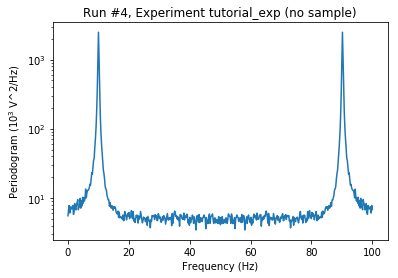 Run #4, Experiment tutorial_exp (no sample)
Periodogram (10³ V^2/Hz)
10³
10²
10¹
0 20 40 60 80 100
Frequency (Hz)